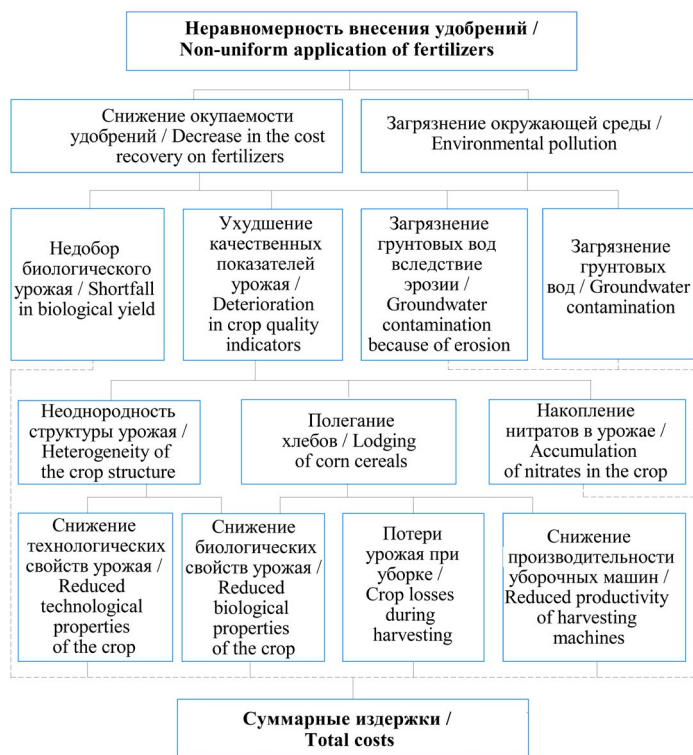 Неравномерность внесения удобрений /
Non-uniform application of fertilizers
Снижение окупаемости
удобрений / Decrease in the cost
recovery on fertilizers
Загрязнение окружающей среды /
Environmental pollution
Недобор
биологического
урожая / Shortfall
in biological yield
Ухудшение
качественных
показателей
урожая /
Deterioration
in crop quality
indicators
Загрязнение
грунтовых вод
вследствие
эрозии /
Groundwater
contamination
because of erosion
Загрязнение
грунтовых
вод / Groundwater
contamination
Неоднородность
структуры урожая /
Heterogeneity of
the crop structure
Полегание
хлебов / Lodging
of corn cereals
Накопление
нитратов в урожае /
Accumulation
of nitrates in the crop
Снижение
технологических
свойств урожая /
Reduced
technological
properties
of the crop
Снижение
биологических
свойств урожая /
Reduced
biological
properties
of the crop
Потери
урожая при
уборке /
Crop losses
during
harvesting
Снижение
производительности
уборочных машин /
Reduced productivity
of harvesting
machines
Суммарные издержки /
Total costs